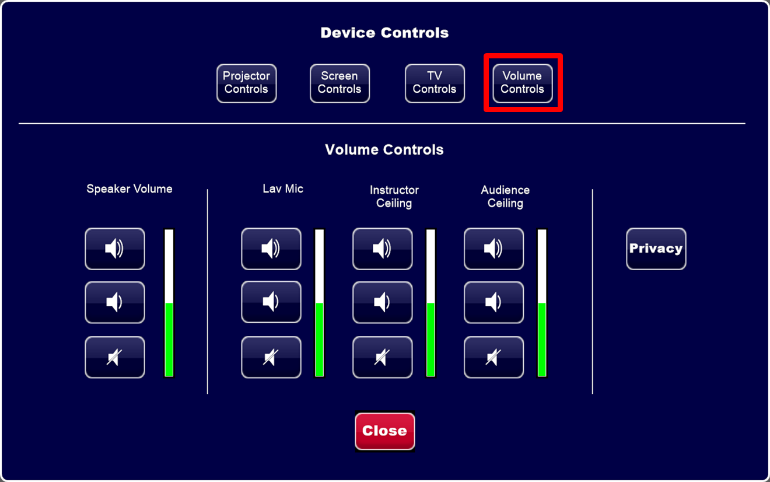 Device Controls
Projector
Controls
Screen
Controls
TV
Controls
Volume
Controls
Volume Controls
Speaker Volume
Lav Mic
Instructor
Ceiling
Audience
Ceiling
Privacy
Close